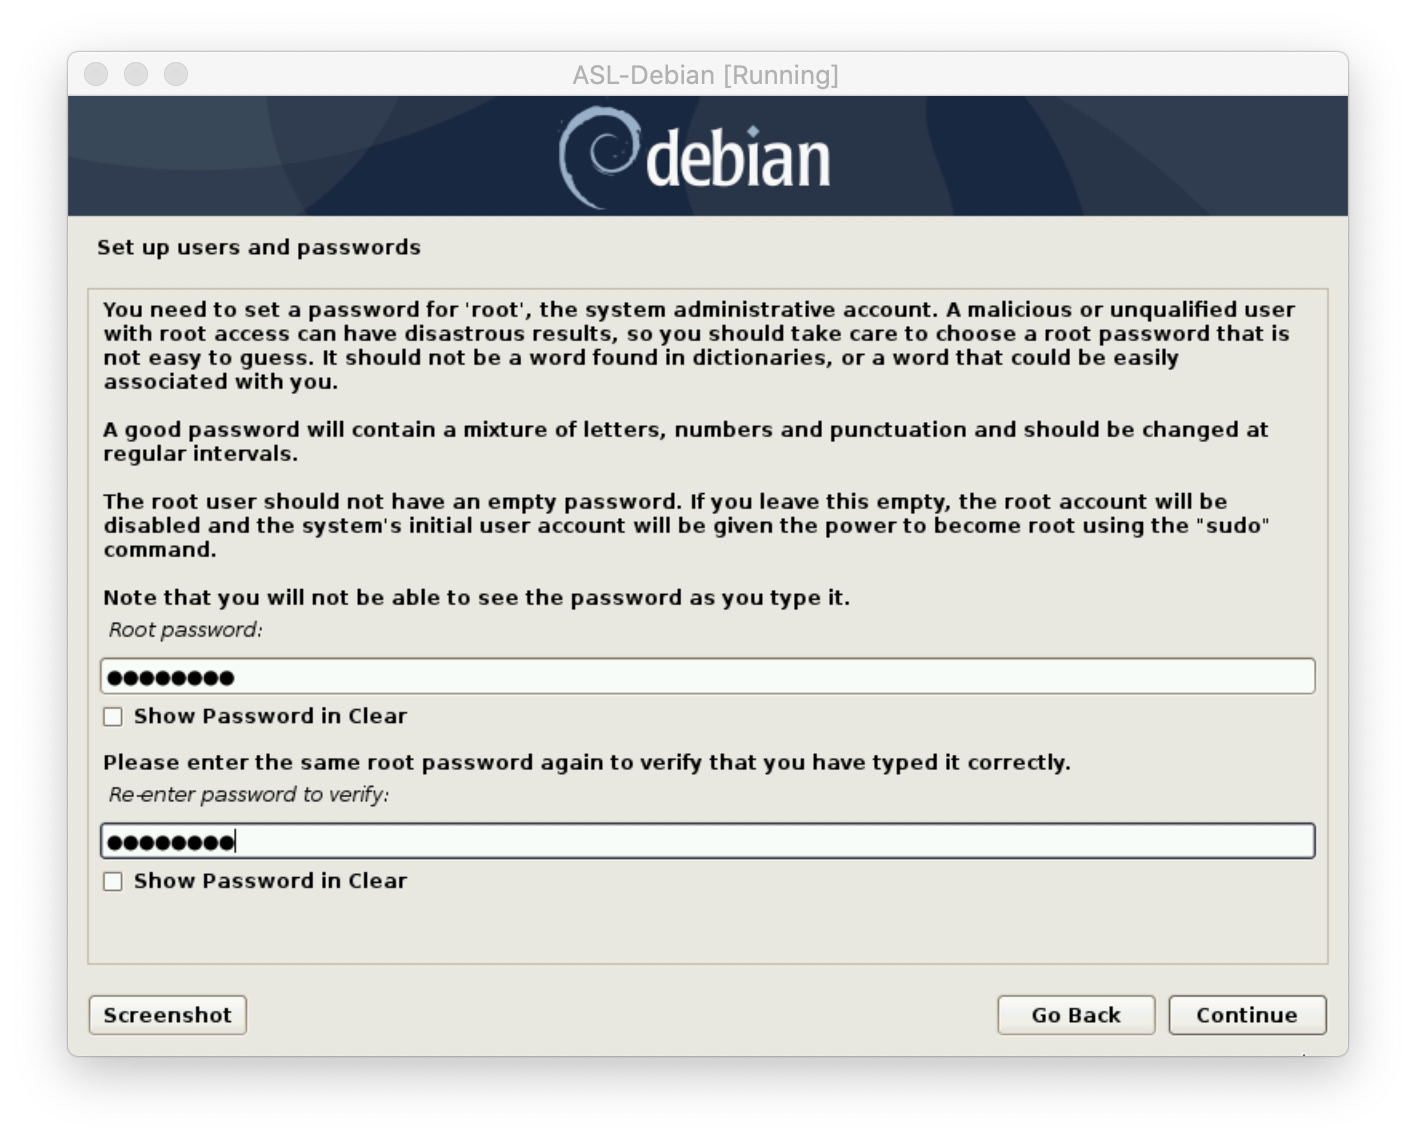 ASL-Debian [Running]
debian
Set up users and passwords
You need to set a password for 'root', the system administrative account. A malicious or unqualified user
with root access can have disastrous results, so you should take care to choose a root password that is
not easy to guess. It should not be a word found in dictionaries, or a word that could be easily
associated with you.
A good password will contain a mixture of letters, numbers and punctuation and should be changed at
regular intervals.
The root user should not have an empty password. If you leave this empty, the root account will be
disabled and the system's initial user account will be given the power to become root using the "sudo"
command.
Note that you will not be able to see the password as you type it.
Root password:
●●●●●●●●
Show Password in Clear
Please enter the same root password again to verify that you have typed it correctly.
Re-enter password to verify:
●●●●●●●●
Show Password in Clear
Screenshot
Go Back
Continue